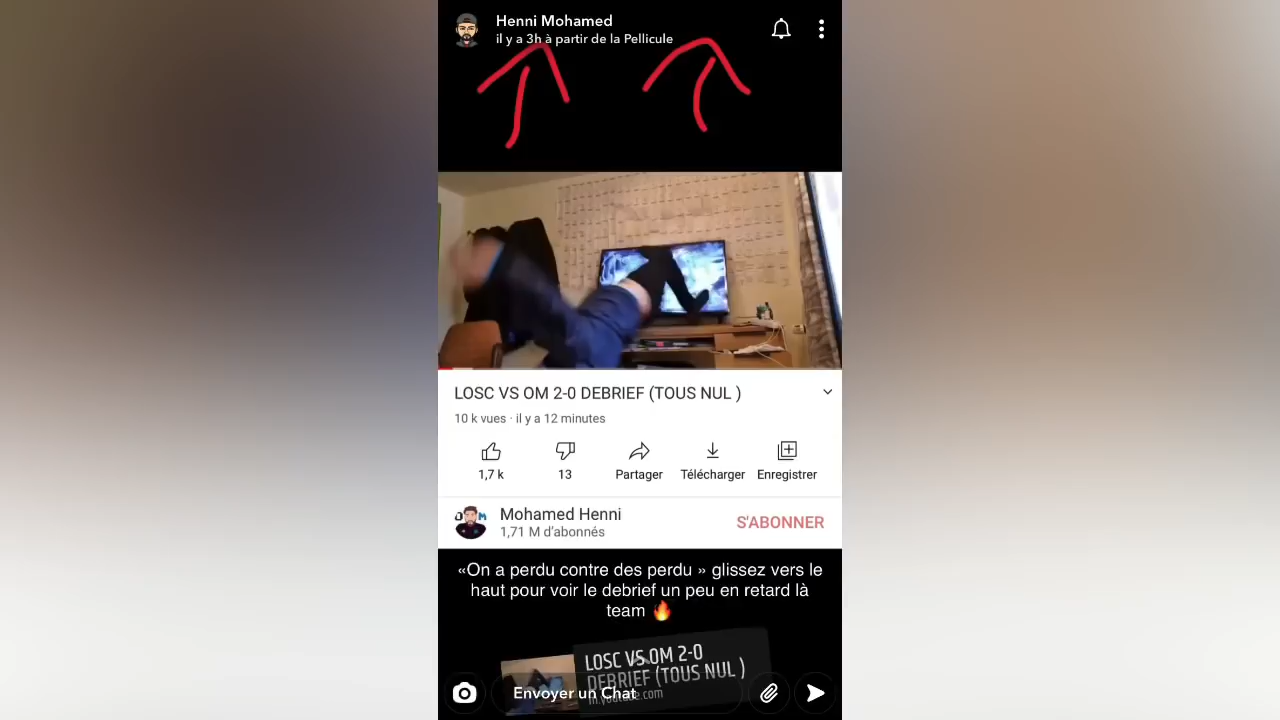 Henni Mohamed
il y a 3h à partir de la Pellicule
LOSC VS OM 2-0 DEBRIEF (TOUS NUL )
10 k vues · il y a 12 minutes
1,7 k
13
Partager
Télécharger
Enregistrer
Mohamed Henni
1,71 M d’abonnés
S'ABONNER
«On a perdu contre des perdu » glissez vers le
haut pour voir le debrief un peu en retard là
team 🔥
LOSC VS OM 2-0
DEBRIEF (TOUS NUL )
m.youtube.com
Envoyer un Chat